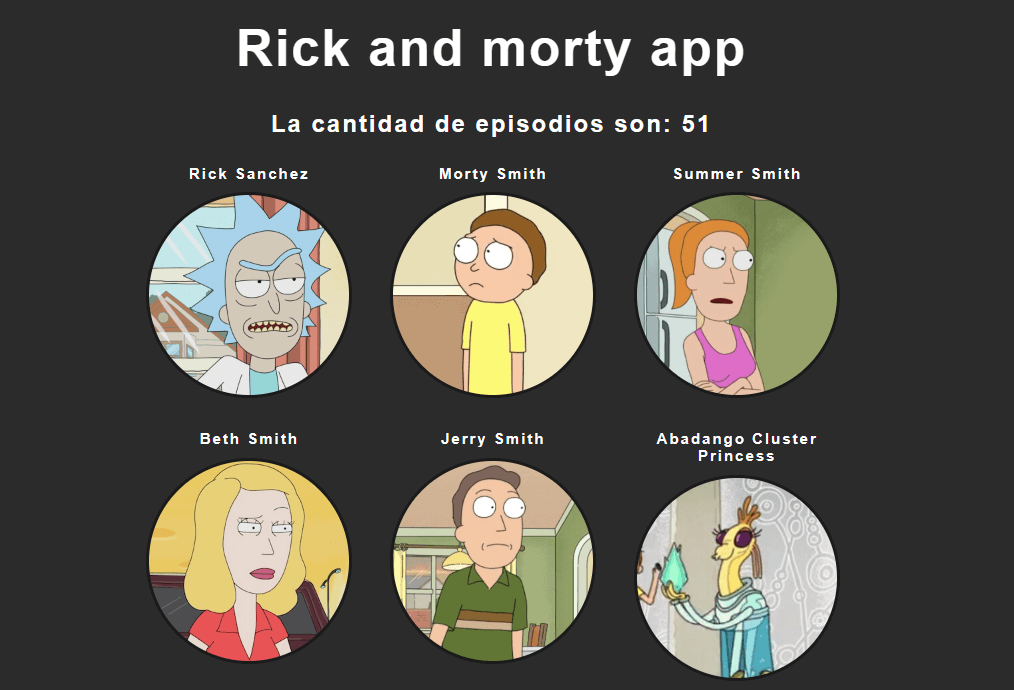 Rick and morty app
La cantidad de episodios son: 51
Rick Sanchez
Morty Smith
Summer Smith
Beth Smith
Jerry Smith
Abadango Cluster
Princess